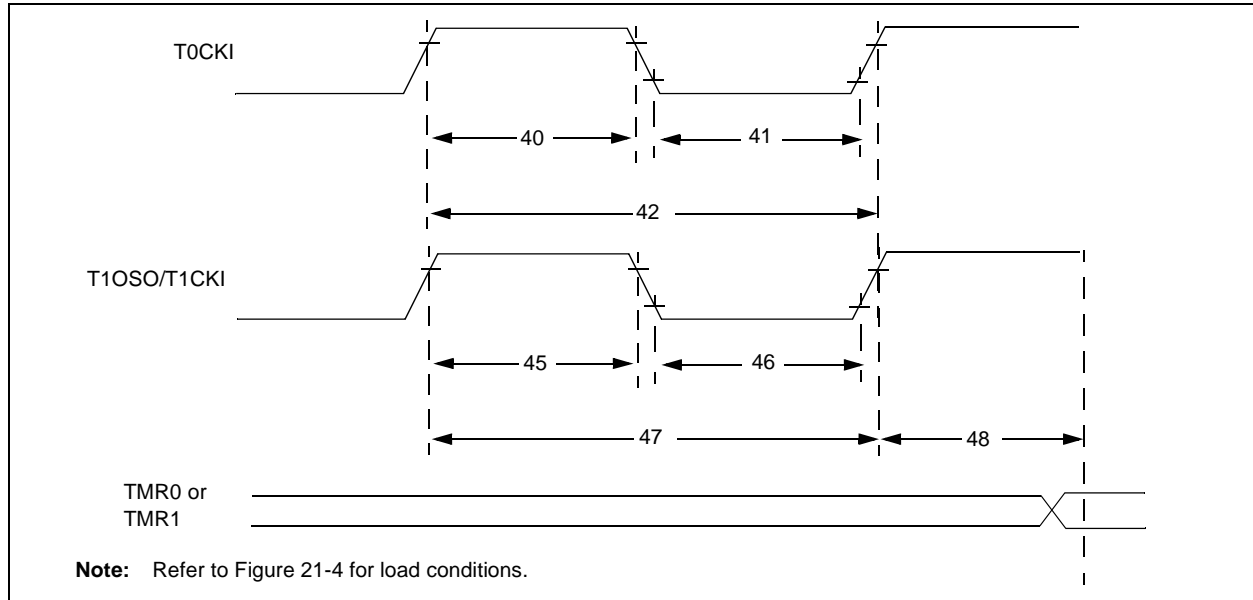 T0CKI
40
41
42
T1OSO/T1CKI
45
46
47
48
TMR0 or
TMR1
Note: Refer to Figure 21-4 for load conditions.